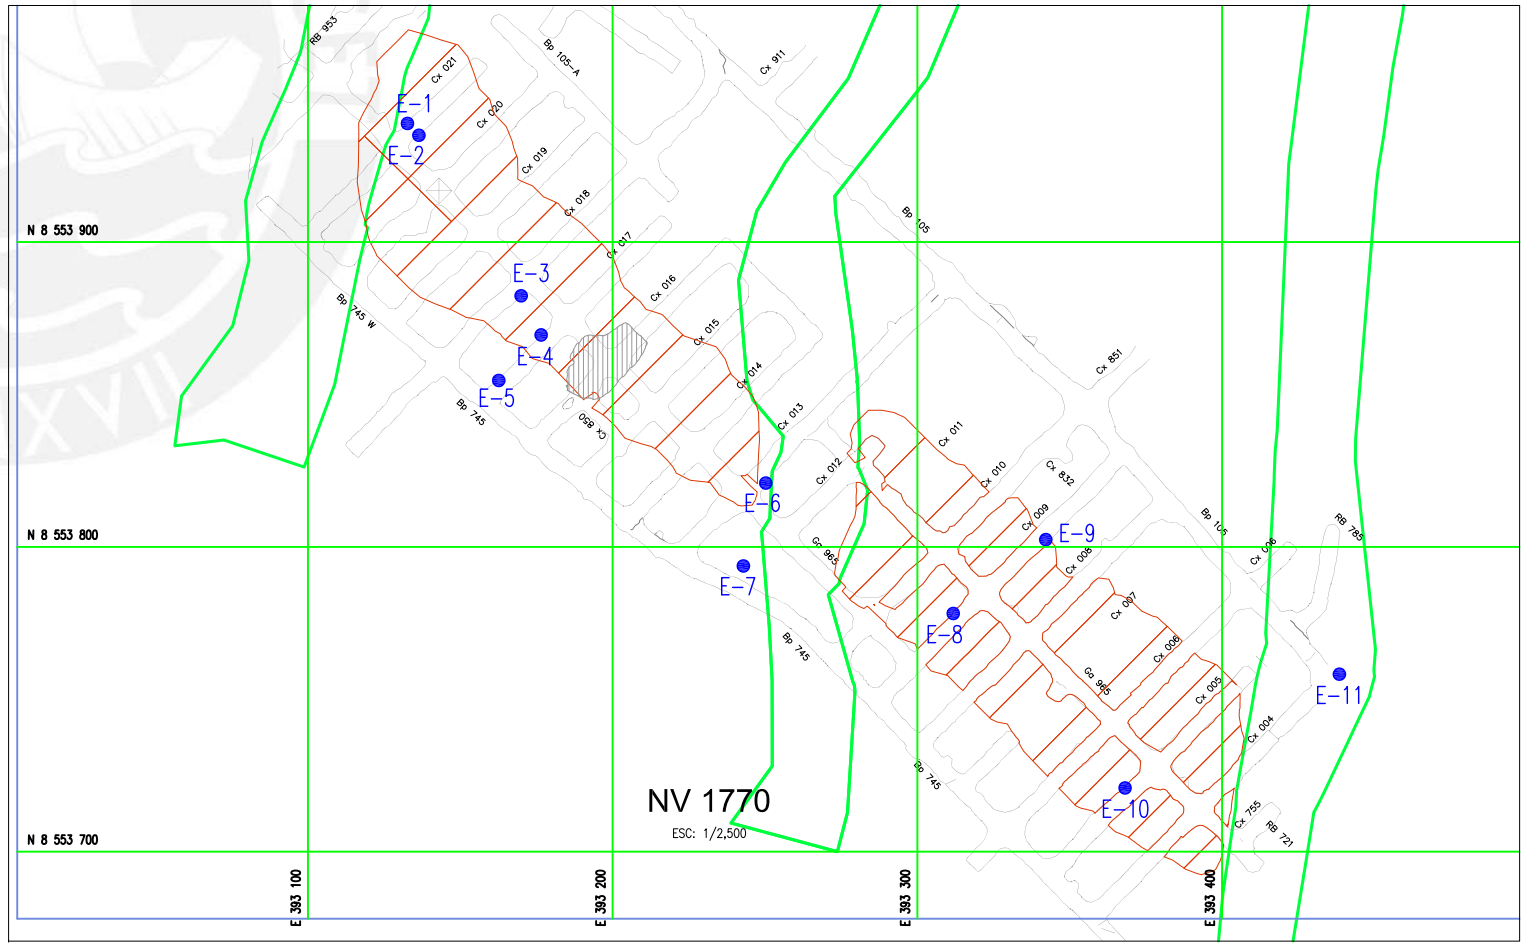 RB 953
Bp 105-A
Cx 911
Cx 021
E-1
Cx 020
E-2
Cx 019
Cx 018
Bp 105
N 8 553 900
Cx 017
E-3
Cx 016
Bp 745 W
Cx 015
E-4
Cx 851
Cx 014
E-5
Bp 745
Cx 850
Cx 013
Cx 011
Cx 012
Cx 010
Cx 832
E-6
Cx 009
Bp 105
RB 785
N 8 553 800
Ga 965
E-9
Cx 008
Cx 006
E-7
Cx 007
E-8
Bp 745
Cx 006
Ga 965
Cx 005
E-11
Cx 004
Bp 745
NV 1770
E-10
ESC: 1/2,500
Cx 755
RB 721
N 8 553 700
E 393 100
E 393 200
E 393 300
E 393 400
XVII